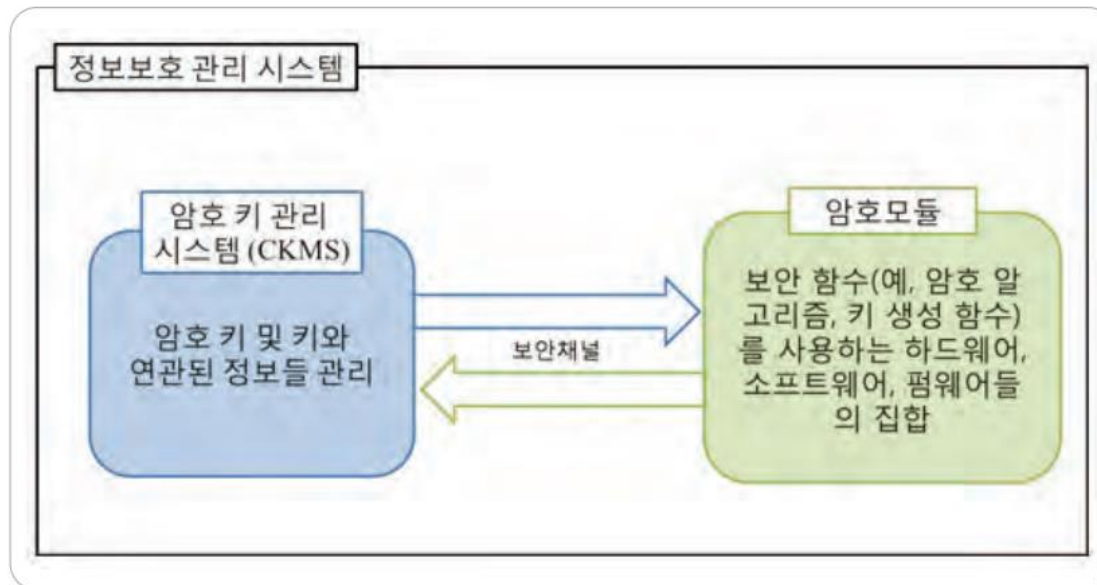 정보보호 관리 시스템
암호 키 관리
시스템 (CKMS)
암호 키 및 키와
연관된 정보들 관리
보안채널
암호모듈
보안 함수(예, 암호 알
고리즘, 키 생성 함수)
를 사용하는 하드웨어,
소프트웨어, 펌웨어들
의 집합